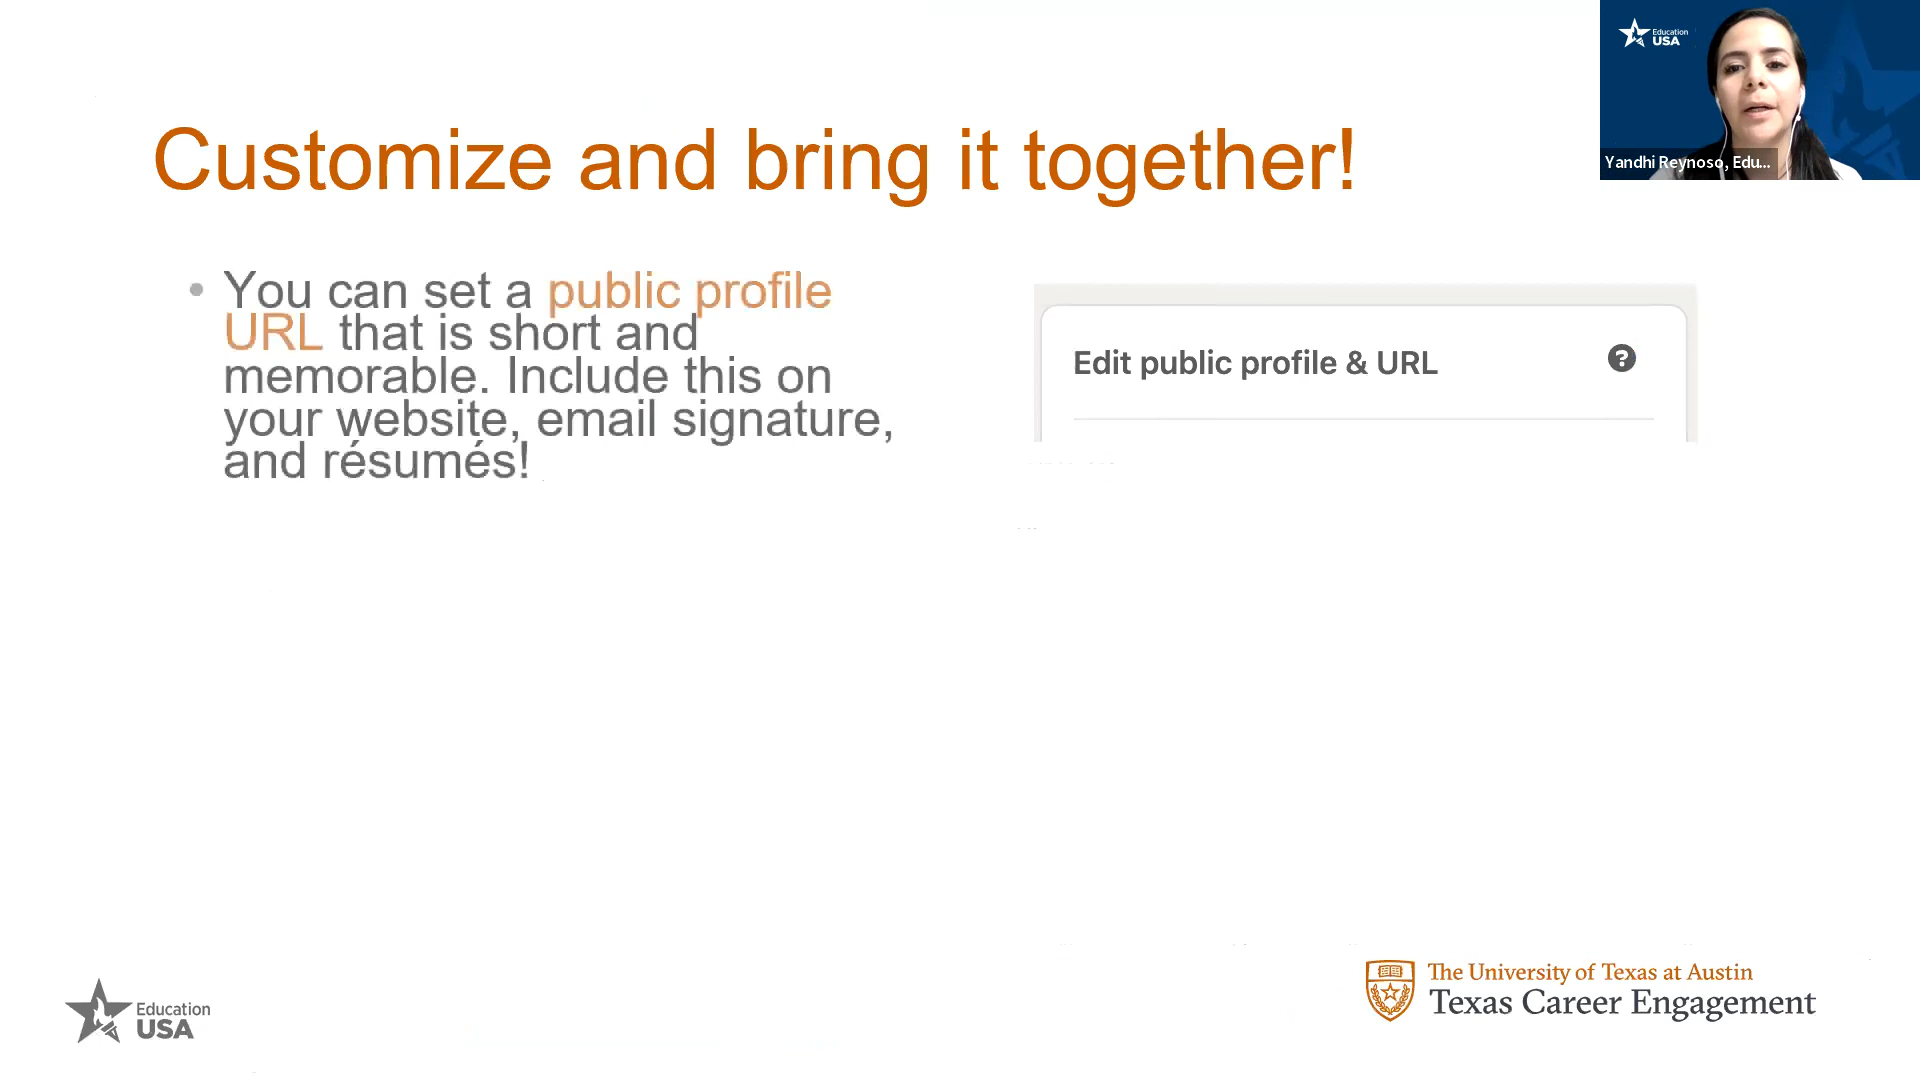 Education
USA
Yandhi Reynoso, Edu...
Customize and bring it together!
• You can set a public profile
URL that is short and
memorable. Include this on
your website, email signature,
and résumés!
Edit public profile & URL
?
Education
USA
The University of Texas at Austin
Texas Career Engagement